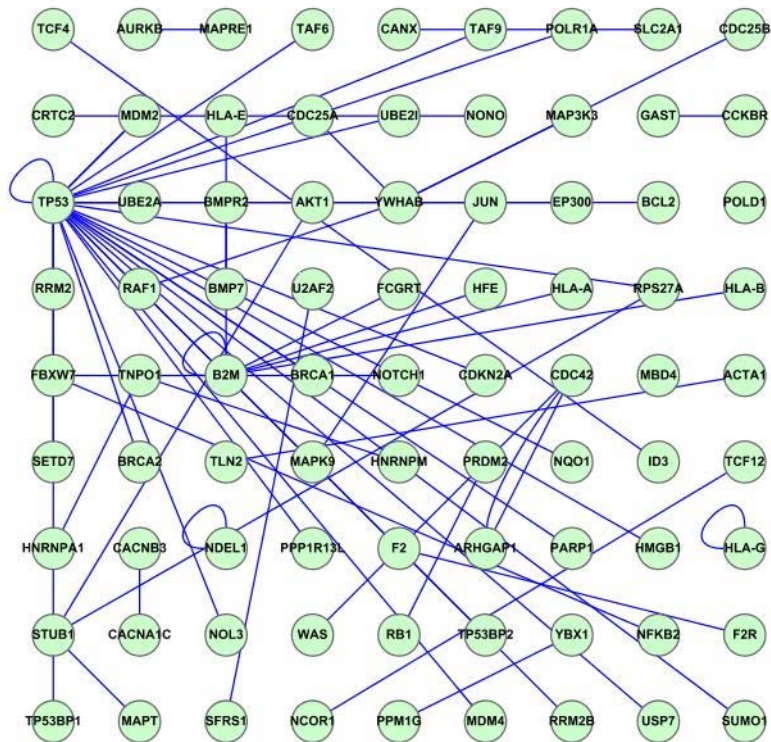 TCF4 AURKB MAPRE1 TAF6 CANX TAF9 POLR1A SLC2A1 CDC25B
CRTC2 MDM2 HLA-E CDC25A UBE2I NONO MAP3K3 GAST CCKBR
TP53 UBE2A BMPR2 AKT1 YWHAB JUN EP300 BCL2 POLD1
RRM2 RAF1 BMP7 U2AF2 FCGRT HFE HLA-A RPS27A HLA-B
FBXW7 TNPO1 B2M BRCA1 NOTCH1 CDKN2A CDC42 MBD4 ACTA1
SETD7 BRCA2 TLN2 MAPK9 HNRNPM PRDM2 NQO1 ID3 TCF12
HNRNPA1 CACNB3 NDEL1 PPP1R13L F2 ARHGAP1 PARP1 HMGB1 HLA-G
STUB1 CACNA1C NOL3 WAS RB1 TP53BP2 YBX1 NFKB2 F2R
TP53BP1 MAPT SFRS1 NCOR1 PPM1G MDM4 RRM2B USP7 SUMO1